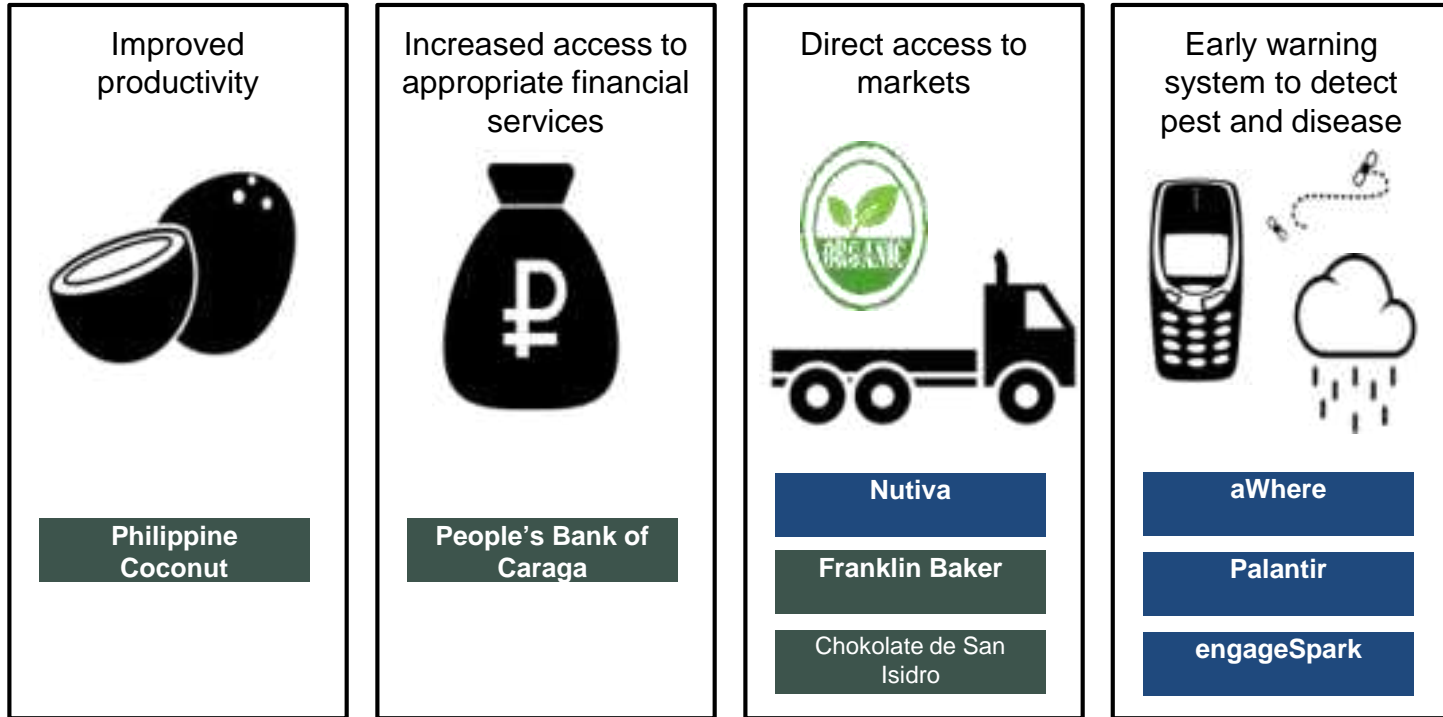 Improved
productivity
Philippine
Coconut
Increased access to
appropriate financial
services
₽
People’s Bank of
Caraga
Direct access to
markets
ORGANIC
Nutiva
Franklin Baker
Chokolate de San
Isidro
Early warning
system to detect
pest and disease
aWhere
Palantir
engageSpark